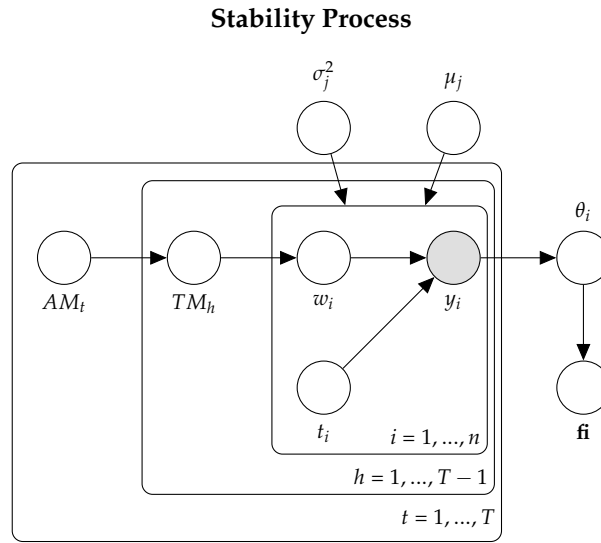 Stability Process
σ_j^2 μ_j
θ_i
AM_t TM_h w_i y_i
t_i fi
i = 1, ..., n
h = 1, ..., T − 1
t = 1, ..., T